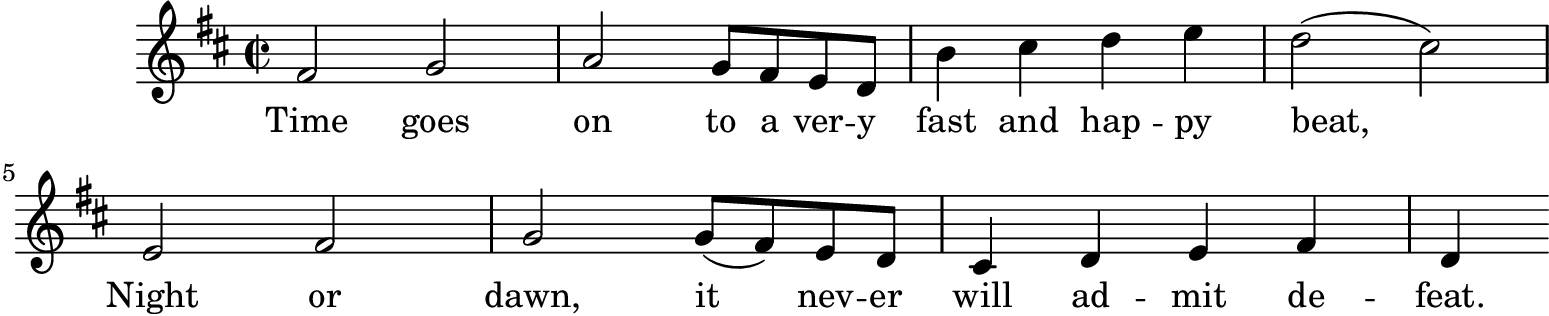 Time goes on to a ver -- y fast and hap - py beat,
5
Night or dawn, it nev -- er will ad - mit de - feat.